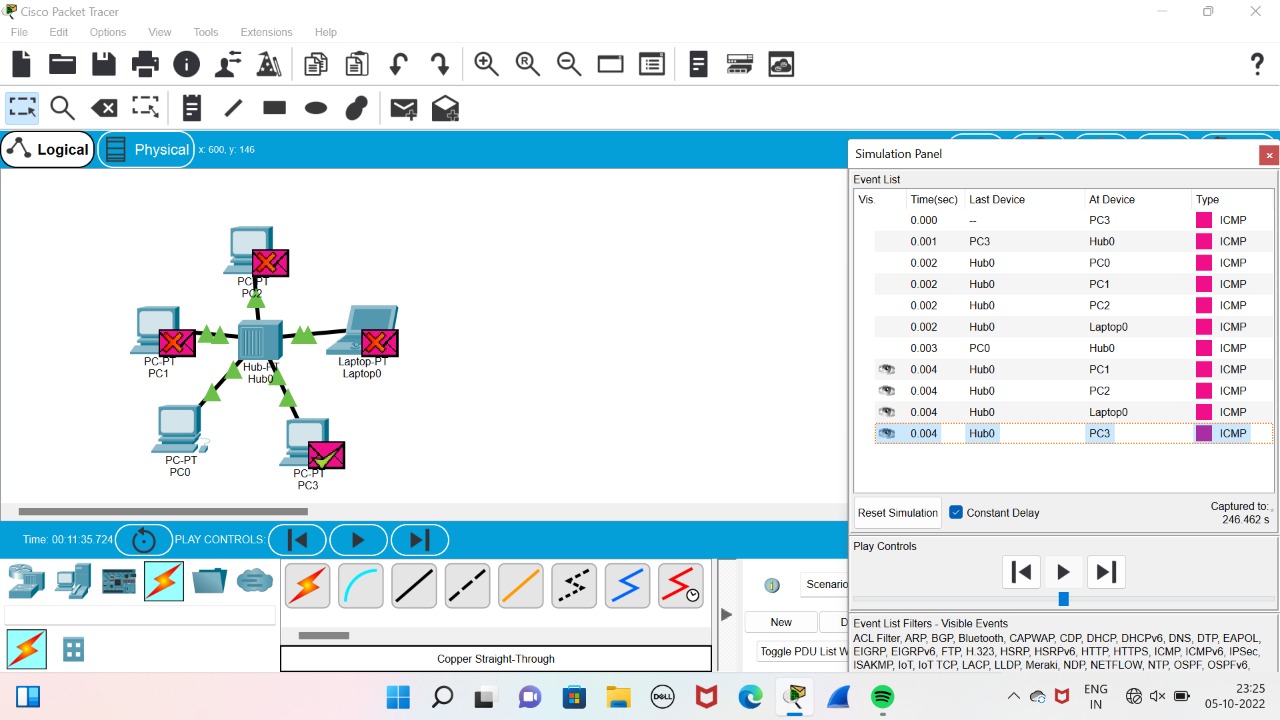 Cisco Packet Tracer
File Edit Options View Tools Extensions Help
Logical Physical x: 600, y: 146
Simulation Panel
Event List
Vis. Time(sec) Last Device At Device Type
0.000 -- PC3 ICMP
0.001 PC3 Hub0 ICMP
0.002 Hub0 PC0 ICMP
0.002 Hub0 PC1 ICMP
0.002 Hub0 PC2 ICMP
0.002 Hub0 Laptop0 ICMP
0.003 PC0 Hub0 ICMP
0.004 Hub0 PC1 ICMP
0.004 Hub0 PC2 ICMP
0.004 Hub0 Laptop0 ICMP
0.004 Hub0 PC3 ICMP
PC-PT
PC2
PC-PT
PC1
Hub-PT
Hub0
Laptop-PT
Laptop0
PC-PT
PC0
PC-PT
PC3
Reset Simulation Constant Delay
Captured to:
246.462 s
Time: 00:11:35.724 PLAY CONTROLS:
Play Controls
Scenario
New D
Toggle PDU List W
Copper Straight-Through
Event List Filters - Visible Events
ACL Filter, ARP, BGP, Bluetooth, CAPWAP, CDP, DHCP, DHCPv6, DNS, DTP, EAPOL,
EIGRP, EIGRPv6, FTP, H.323, HSRP, HSRPv6, HTTP, HTTPS, ICMP, ICMPv6, IPSec,
ISAKMP, IoT, IoT TCP, LACP, LLDP, Meraki, NDP, NETFLOW, NTP, OSPF, OSPFv6,
DELL
ENG
IN
23:25
05-10-2022